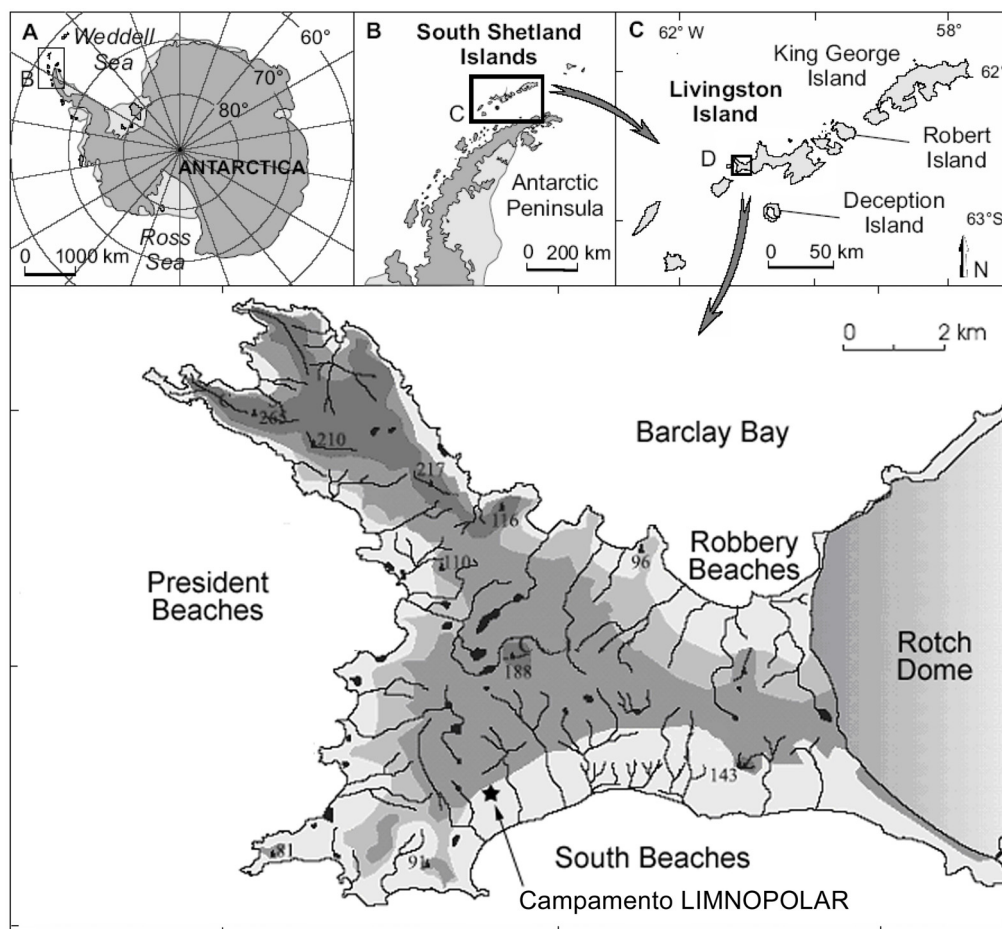 A
Weddell
Sea
60°
70°
80°
B
ANTARCTICA
Ross
Sea
0 1000 km
B
South Shetland
Islands
C
Antarctic
Peninsula
0 200 km
C
62° W
58°
King George
Island
62°
Livingston
Island
D
Robert
Island
Deception
Island
63°S
0 50 km
N
0 2 km
265
210
217
116
110
96
188
143
81
91
Barclay Bay
President
Beaches
Robbery
Beaches
Rotch
Dome
South Beaches
Campamento LIMNOPOLAR